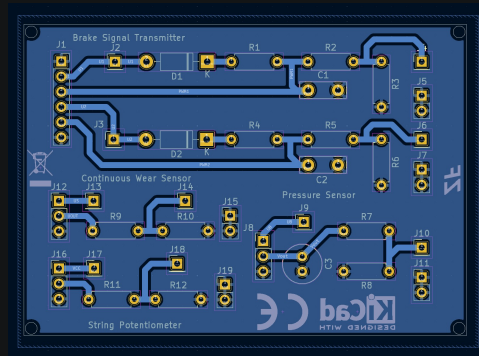 Brake Signal Transmitter
J1
J2
R1
R2
J4
D1
K
C1
R3
J5
J3
R4
R5
J6
D2
K
C2
R6
J7
Continuous Wear Sensor
Pressure Sensor
J12
J13
J14
J15
J9
R9
R10
J8
R7
J10
J16
J17
J18
J19
C3
J11
R11
R12
R8
String Potentiometer
CE
KiCad
DESIGNED WITH